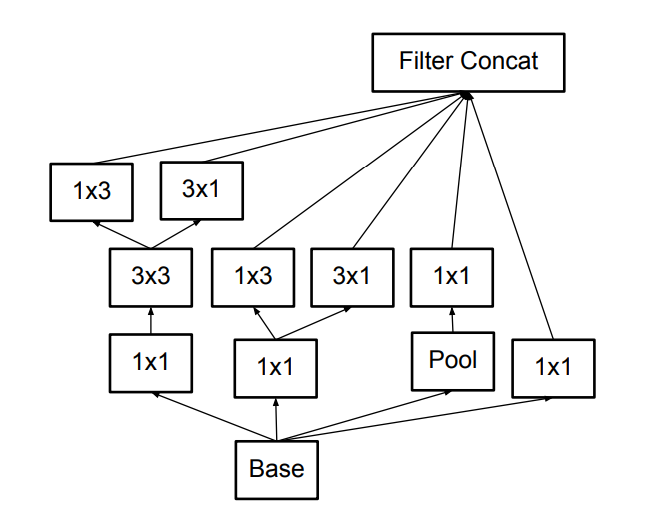 Filter Concat
1x3
3x1
3x3
1x3
3x1
1x1
1x1
1x1
Pool
1x1
Base